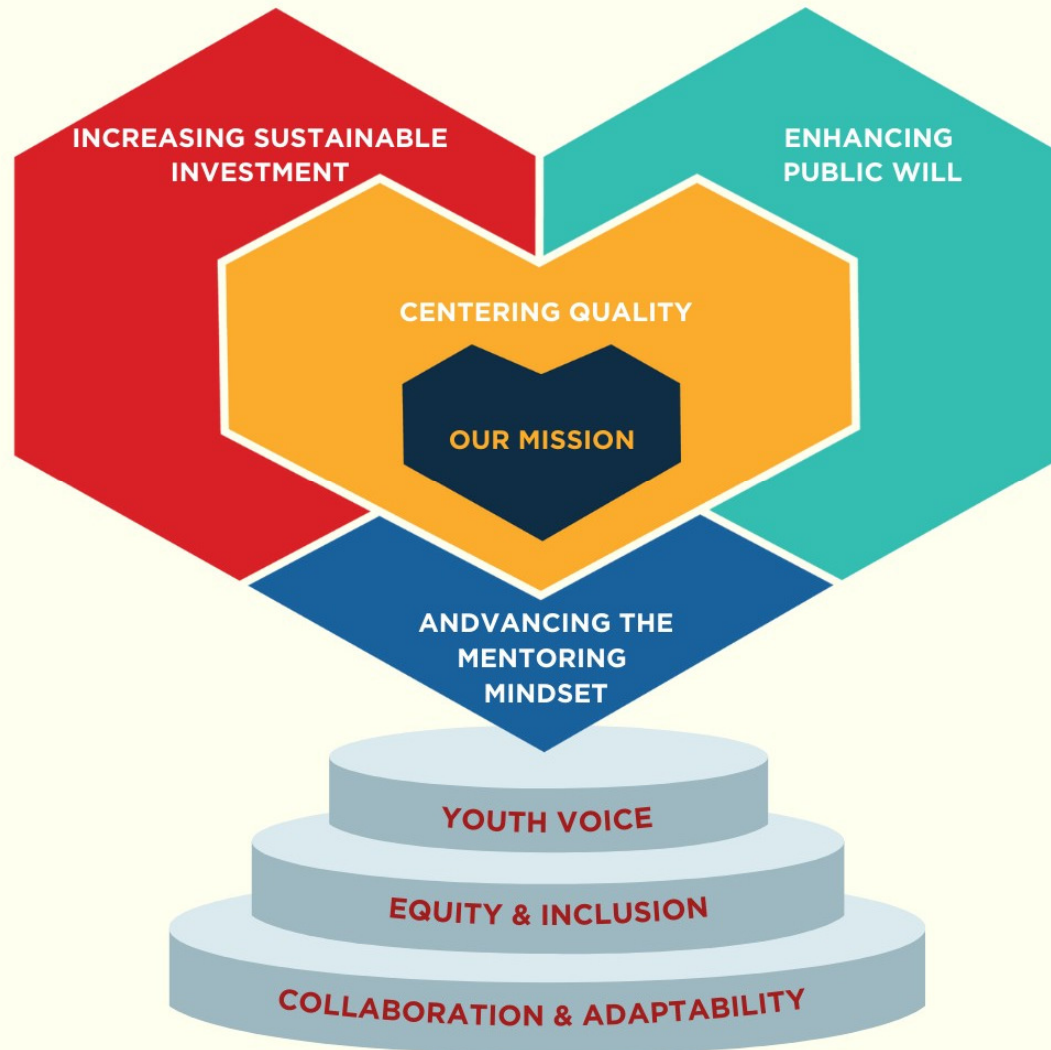 INCREASING SUSTAINABLE
INVESTMENT
ENHANCING
PUBLIC WILL
CENTERING QUALITY
OUR MISSION
ANDVANCING THE
MENTORING
MINDSET
YOUTH VOICE
EQUITY & INCLUSION
COLLABORATION & ADAPTABILITY